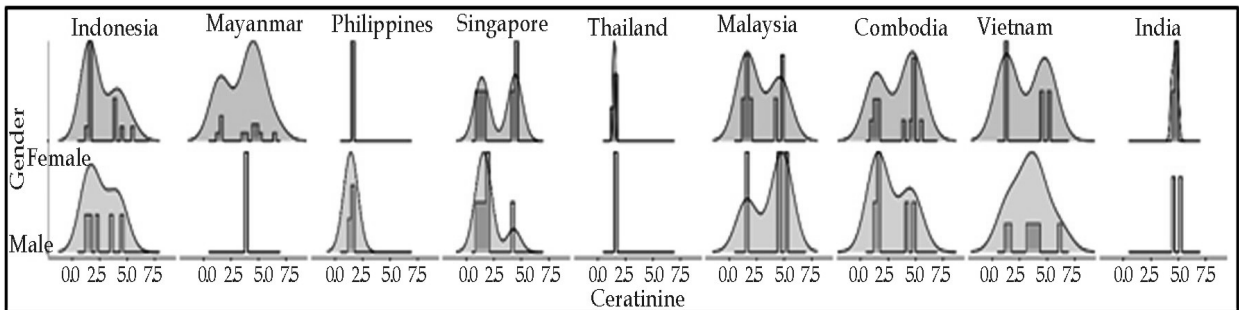 Indonesia Mayanmar Philippines Singapore Thailand Malaysia Combodia Vietnam India
Gender
Female
Male
0.0 2.5 5.0 7.5 0.0 2.5 5.0 7.5 0.0 2.5 5.0 7.5 0.0 2.5 5.0 7.5 0.0 2.5 5.0 7.5 0.0 2.5 5.0 7.5 0.0 2.5 5.0 7.5 0.0 2.5 5.0 7.5 0.0 2.5 5.0 7.5
Ceratinine